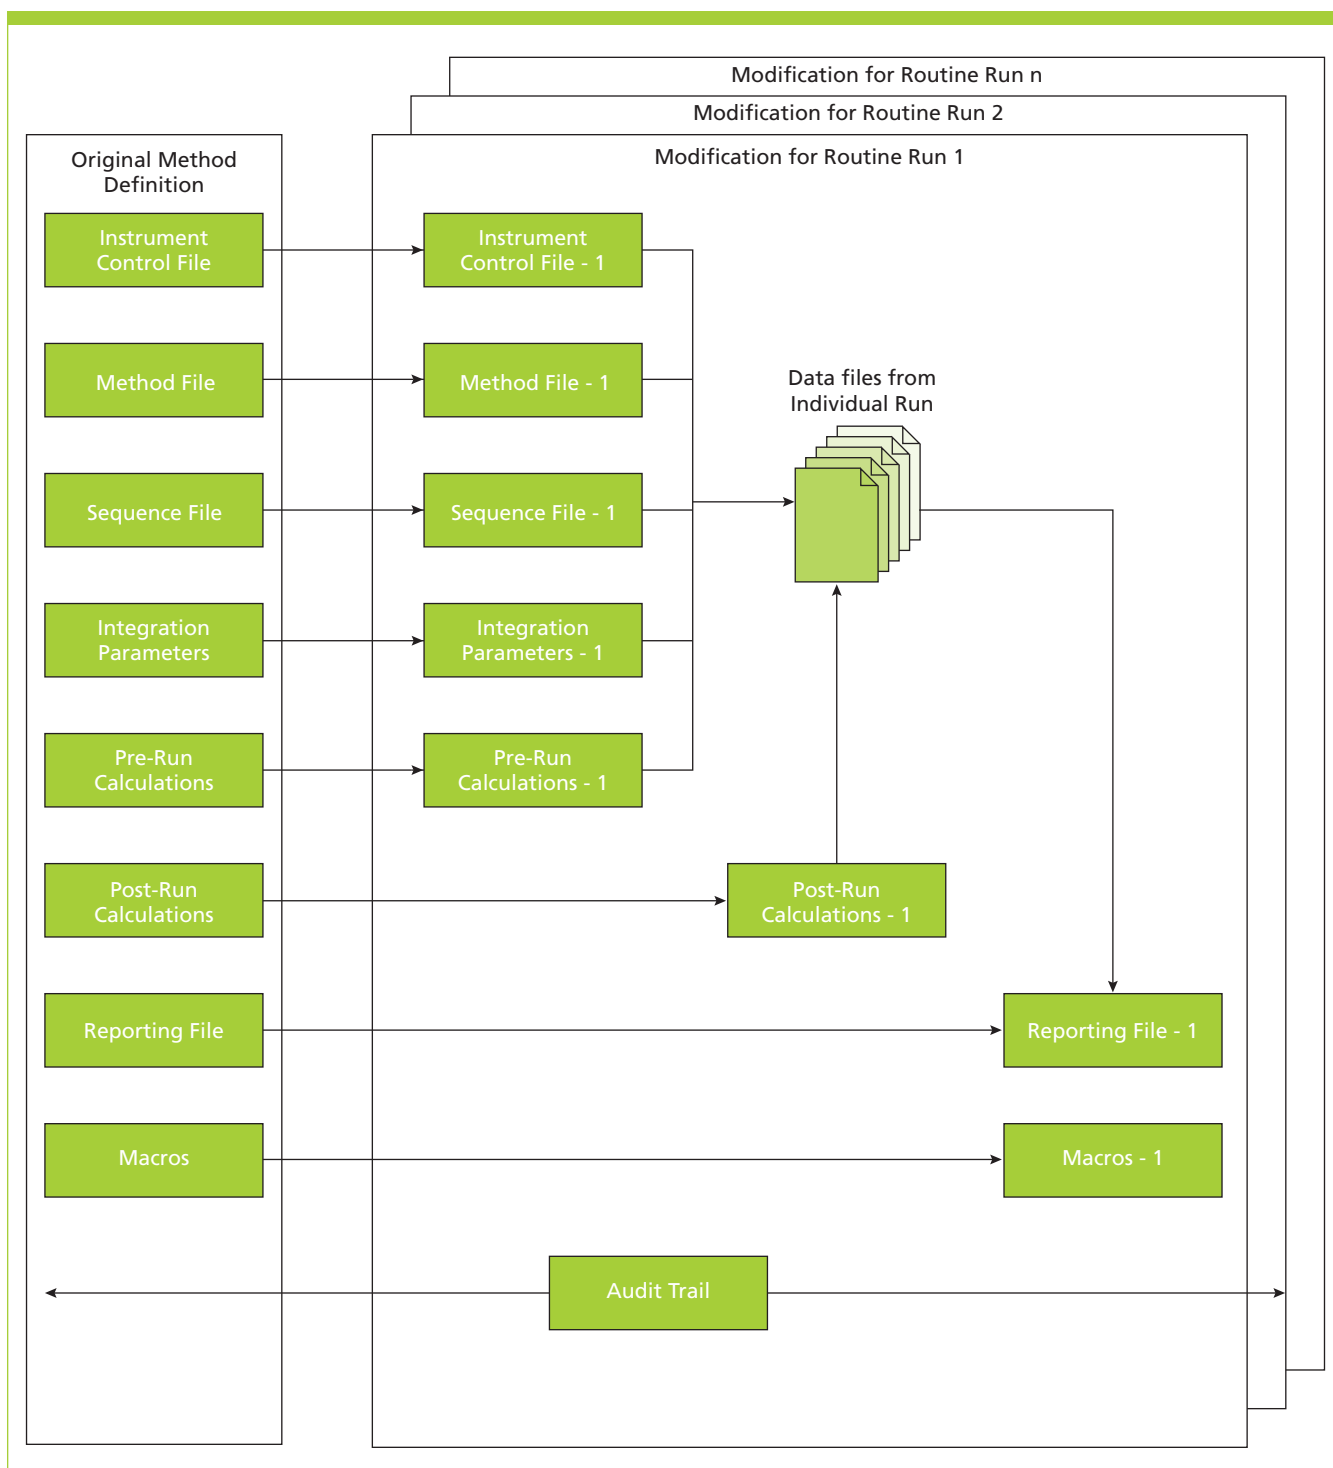 Modification for Routine Run n
Modification for Routine Run 2
Modification for Routine Run 1
Original Method
Definition
Instrument
Control File
Instrument
Control File - 1
Method File
Method File - 1
Data files from
Individual Run
Sequence File
Sequence File - 1
Integration
Parameters
Integration
Parameters - 1
Pre-Run
Calculations
Pre-Run
Calculations - 1
Post-Run
Calculations
Post-Run
Calculations - 1
Reporting File
Reporting File - 1
Macros
Macros - 1
Audit Trail